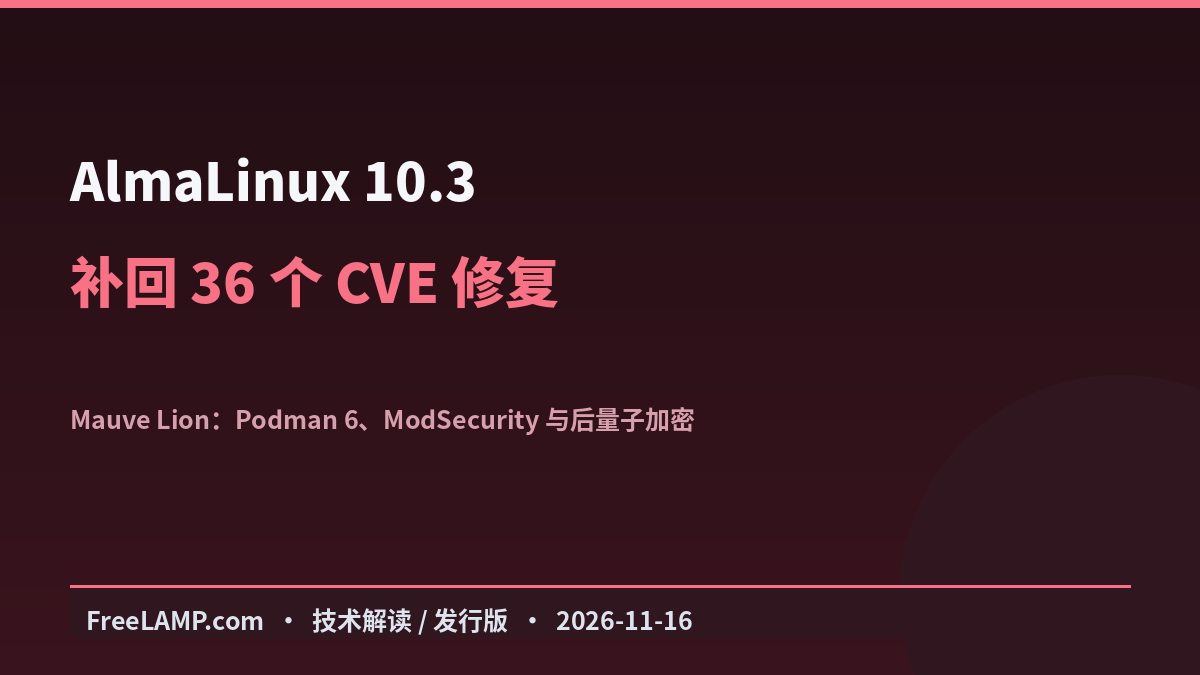 AlmaLinux 10.3
补回 36 个 CVE 修复
Mauve Lion：Podman 6、ModSecurity 与后量子加密
FreeLAMP.com • 技术解读 / 发行版 • 2026-11-16